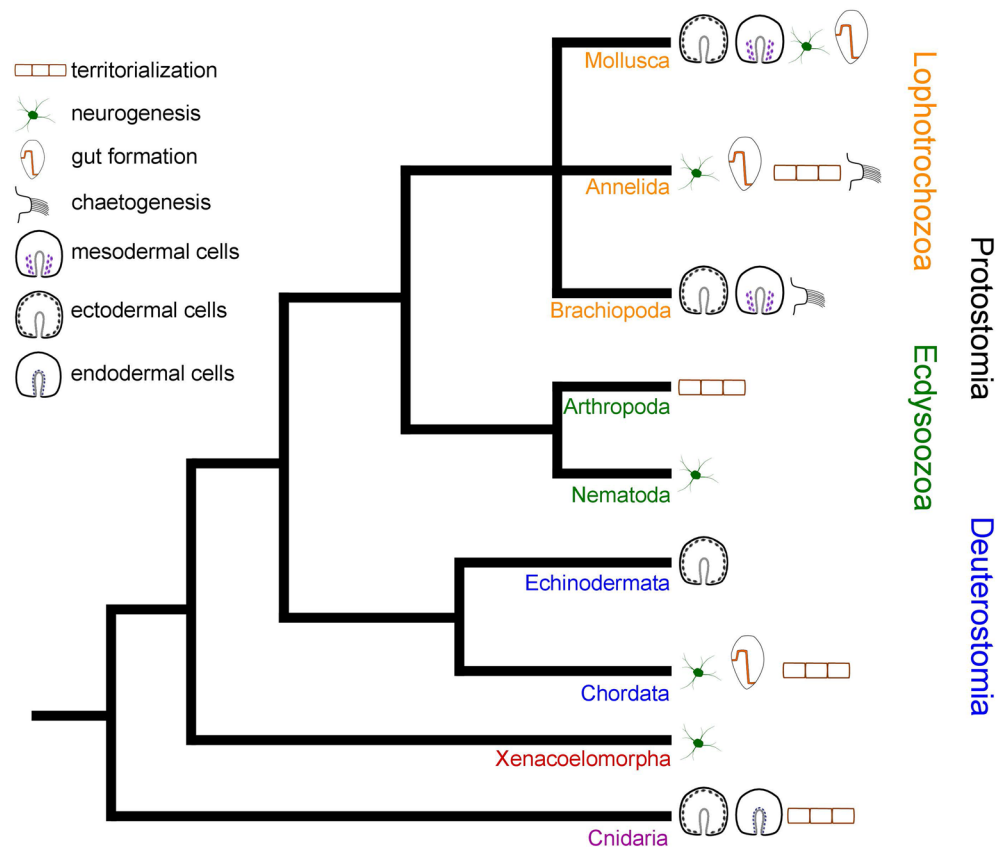 territorialization
neurogenesis
gut formation
chaetogenesis
mesodermal cells
ectodermal cells
endodermal cells
Mollusca
Annelida
Brachiopoda
Arthropoda
Nematoda
Echinodermata
Chordata
Xenacoelomorpha
Cnidaria
Lophotrochozoa
Ecdysoozoa
Protostomia
Deuterostomia